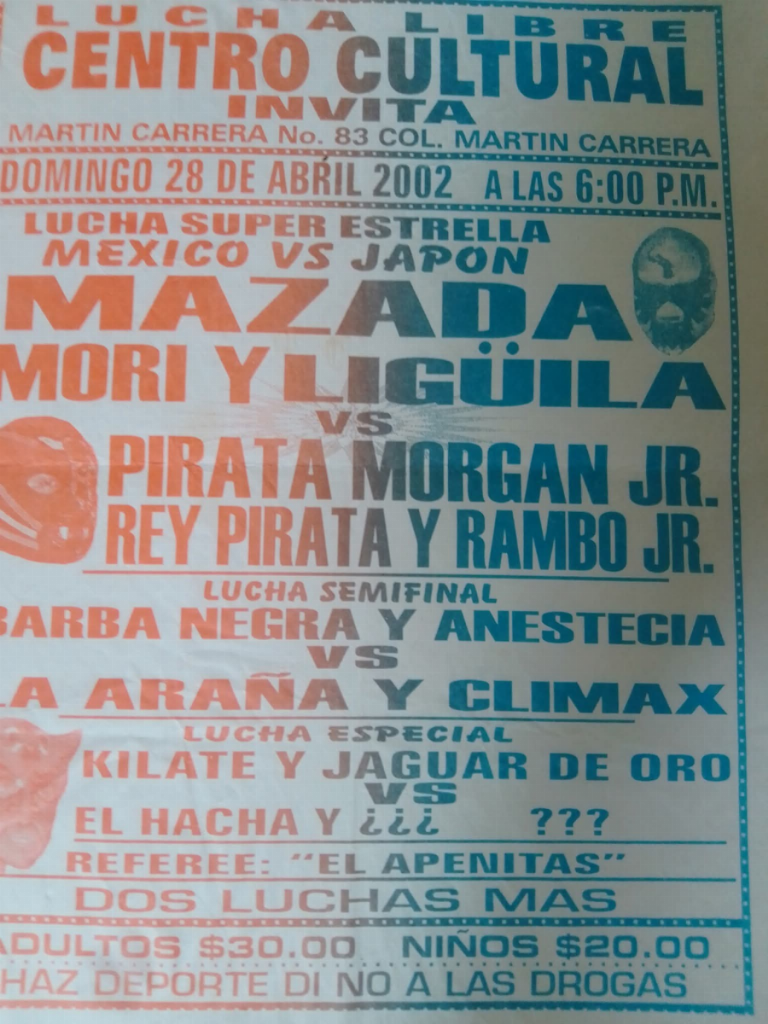 LUCHA LIBRE
CENTRO CULTURAL
INVITA
MARTIN CARRERA No. 83 COL. MARTIN CARRERA
DOMINGO 28 DE ABRIL 2002 A LAS 6:00 P.M.
LUCHA SUPER ESTRELLA
MEXICO VS JAPON
MAZADA
MORI Y LIGÜILA
VS
PIRATA MORGAN JR.
REY PIRATA Y RAMBO JR.
LUCHA SEMIFINAL
BARBA NEGRA Y ANESTECIA
VS
LA ARAÑA Y CLIMAX
LUCHA ESPECIAL
KILATE Y JAGUAR DE ORO
VS
EL HACHA Y ¿¿¿ ???
REFEREE: "EL APENITAS"
DOS LUCHAS MAS
ADULTOS $30.00 NIÑOS $20.00
HAZ DEPORTE DI NO A LAS DROGAS